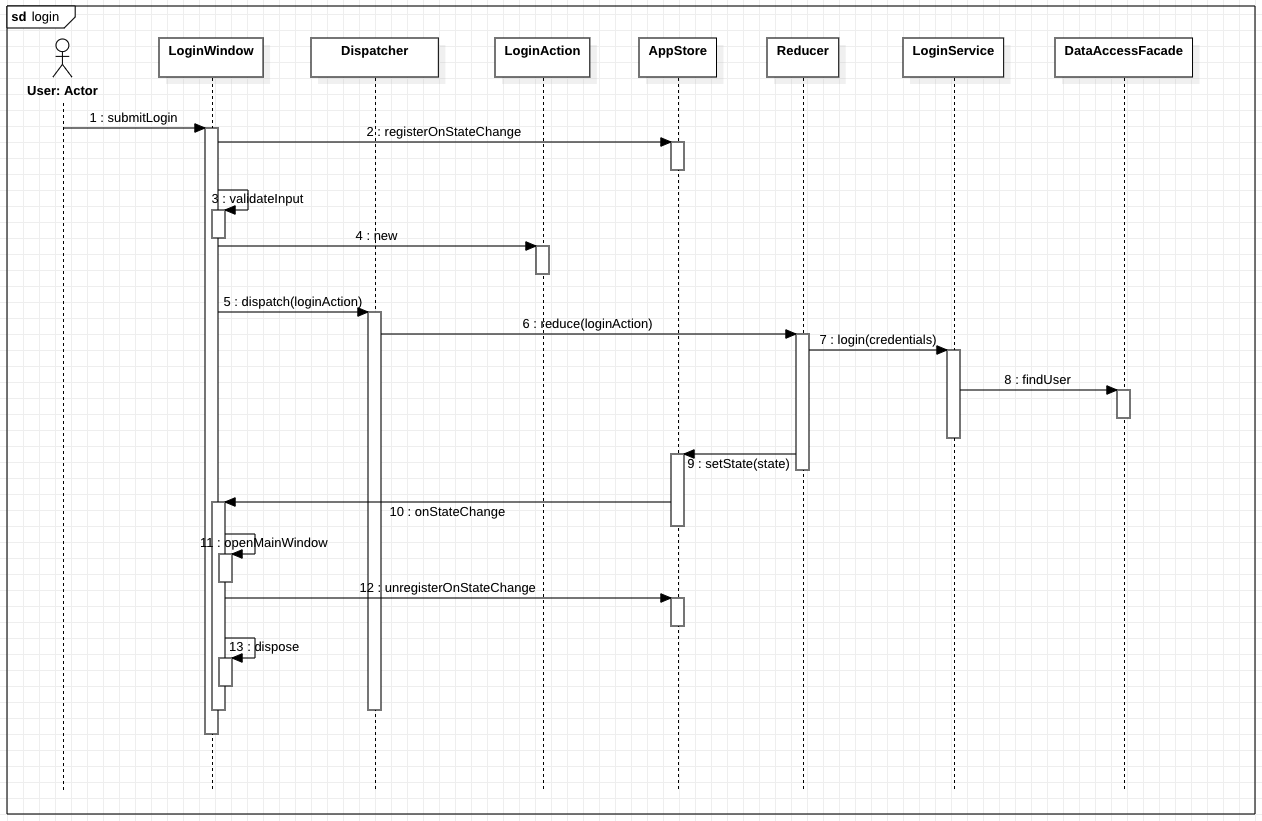 sd login
LoginWindow
Dispatcher
LoginAction
AppStore
Reducer
LoginService
DataAccessFacade
User: Actor
1 : submitLogin
2 : registerOnStateChange
3 : validateInput
4 : new
5 : dispatch(loginAction)
6 : reduce(loginAction)
7 : login(credentials)
8 : findUser
9 : setState(state)
10 : onStateChange
11 : openMainWindow
12 : unregisterOnStateChange
13 : dispose